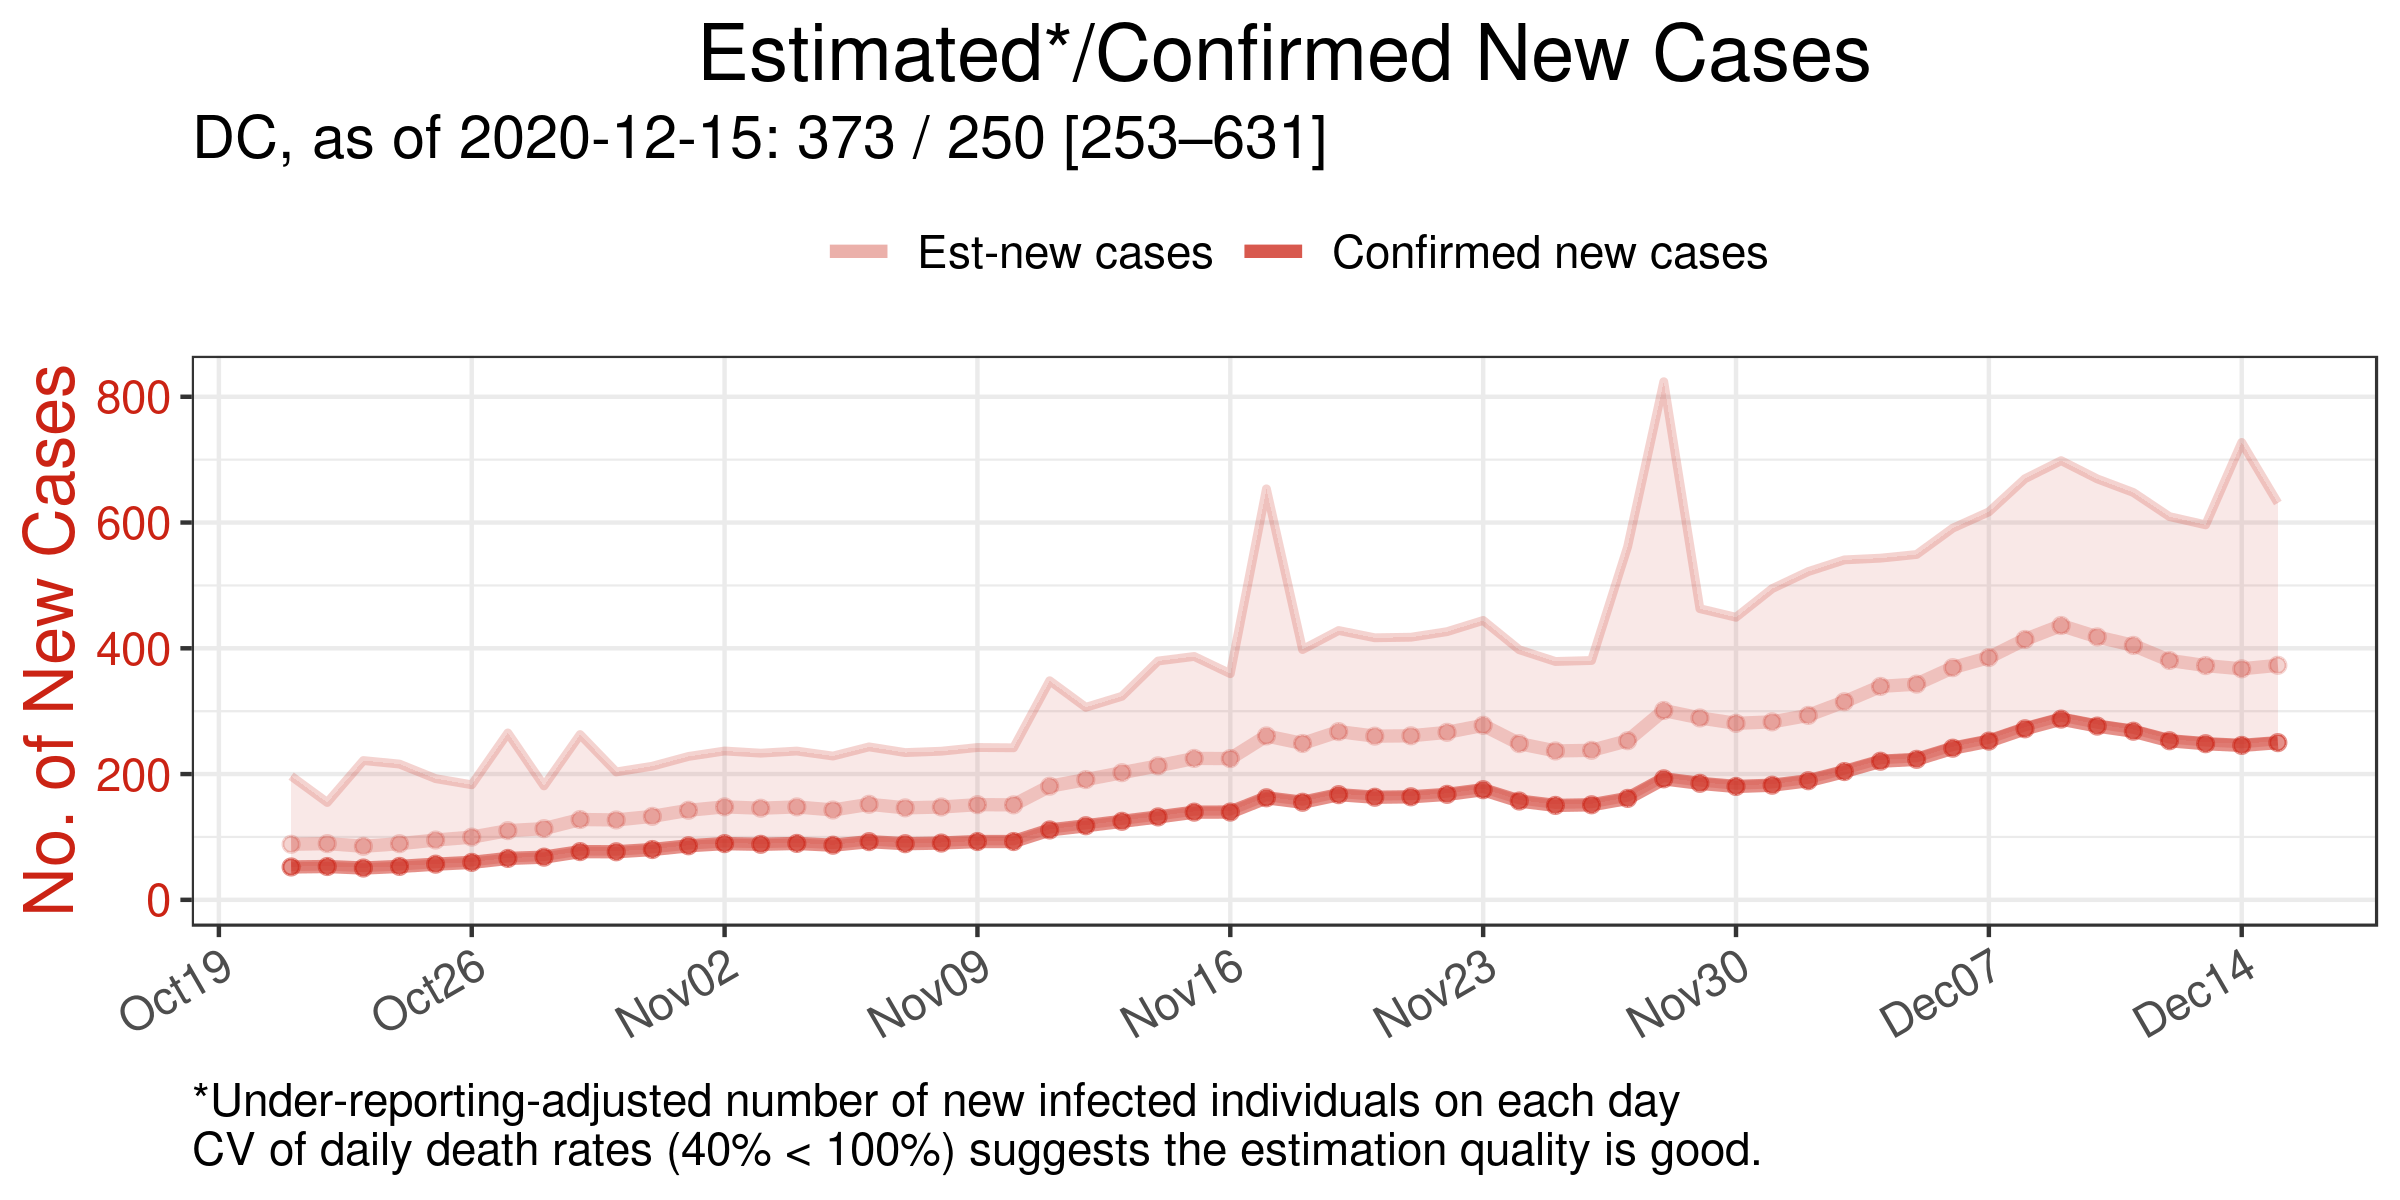 Estimated*/Confirmed New Cases
DC, as of 2020-12-15: 373 / 250 [253–631]
Est-new cases
Confirmed new cases
No. of New Cases
800
600
400
200
0
Oct19
Oct26
Nov02
Nov09
Nov16
Nov23
Nov30
Dec07
Dec14
*Under-reporting-adjusted number of new infected individuals on each day
CV of daily death rates (40% < 100%) suggests the estimation quality is good.